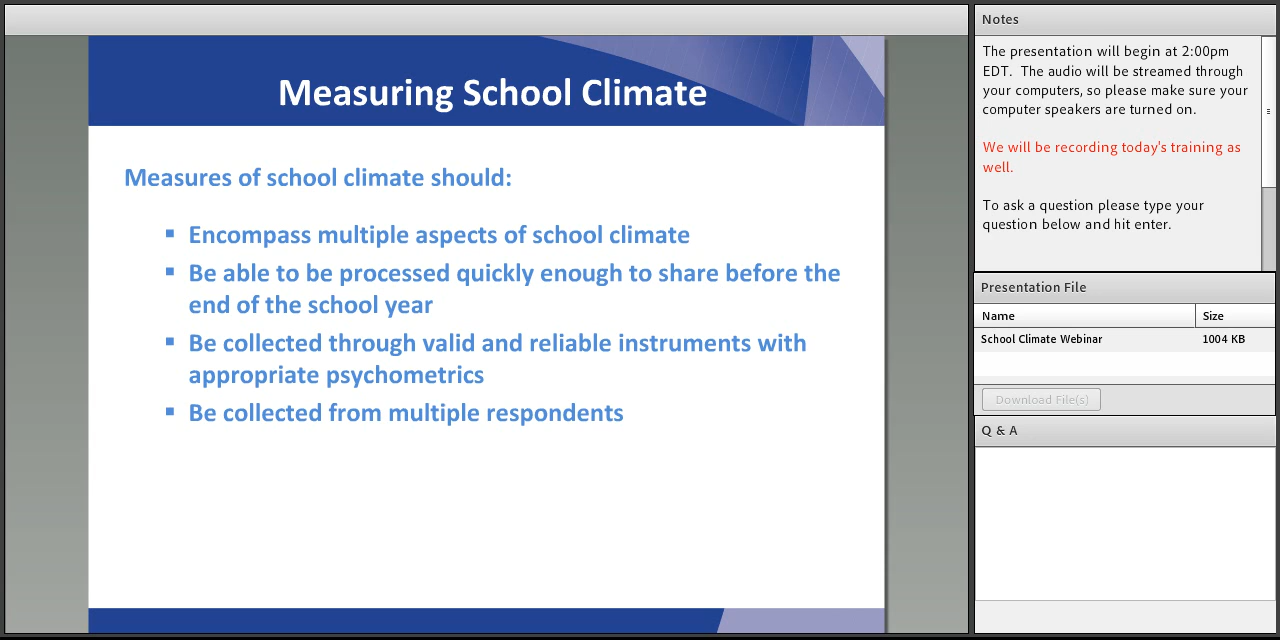 Measuring School Climate
Measures of school climate should:
▪ Encompass multiple aspects of school climate
▪ Be able to be processed quickly enough to share before the
end of the school year
▪ Be collected through valid and reliable instruments with
appropriate psychometrics
▪ Be collected from multiple respondents
Notes
The presentation will begin at 2:00pm
EDT.  The audio will be streamed through
your computers, so please make sure your
computer speakers are turned on.
We will be recording today's training as
well.
To ask a question please type your
question below and hit enter.
Presentation File
Name Size
School Climate Webinar 1004 KB
Download File(s)
Q & A